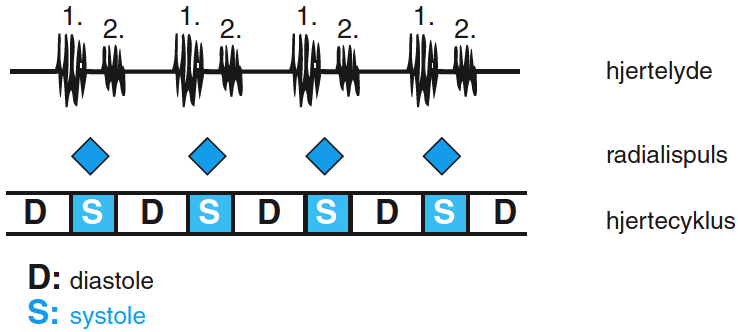 1. 2. 1. 2. 1. 2. 1. 2.
hjertelyde
radialispuls
D S D S D S D S D
hjertecyklus
D: diastole
S: systole